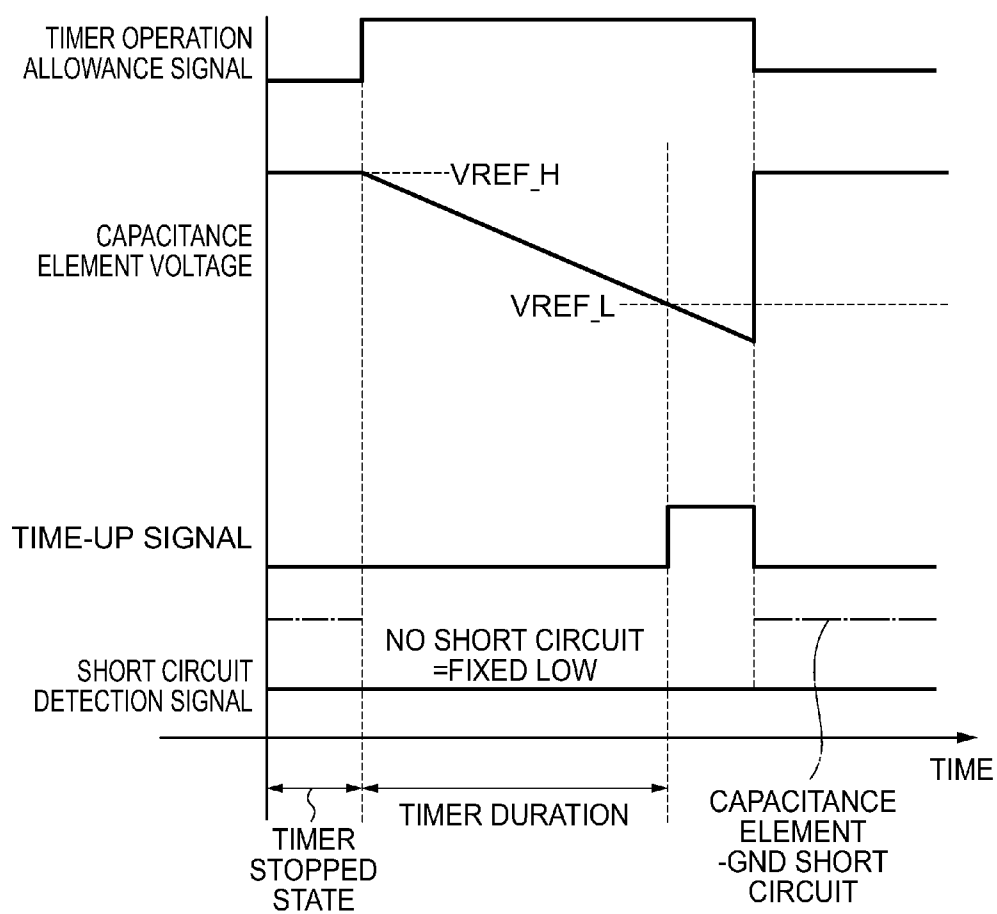 TIMER OPERATION
ALLOWANCE SIGNAL
VREF_H
CAPACITANCE
ELEMENT VOLTAGE
VREF_L
TIME-UP SIGNAL
NO SHORT CIRCUIT
=FIXED LOW
SHORT CIRCUIT
DETECTION SIGNAL
TIME
TIMER DURATION
TIMER
STOPPED
STATE
CAPACITANCE
ELEMENT
-GND SHORT
CIRCUIT